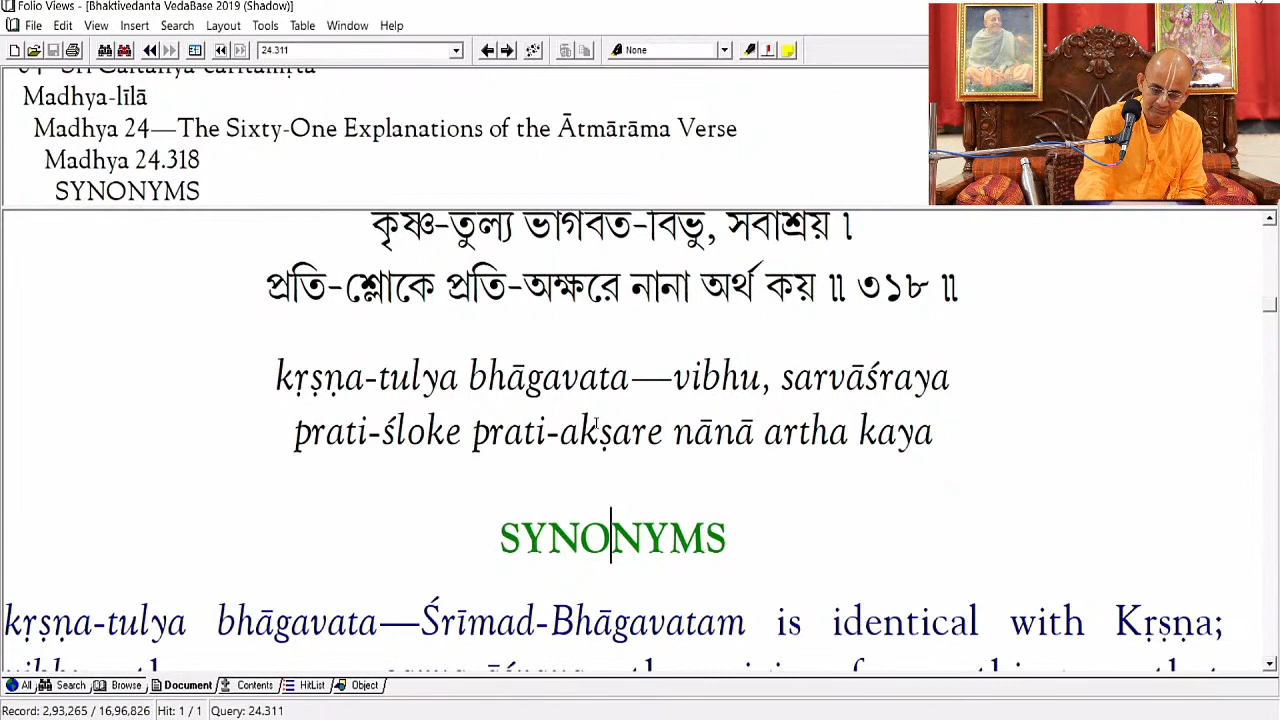 Folio Views - [Bhaktivedanta VedaBase 2019 (Shadow)]
File Edit View Insert Search Layout Tools Table Window Help
24.311
None
Śrī Caitanya-caritāmṛta
Madhya-līlā
Madhya 24—The Sixty-One Explanations of the Ātmārāma Verse
Madhya 24.318
SYNONYMS
কৃষ্ণ-তুল্য ভাগবত-বিভু, সর্বাশ্রয় ।
প্রতি-শ্লোকে প্রতি-অক্ষরে নানা অর্থ কয় ॥ ৩১৮ ॥
kṛṣṇa-tulya bhāgavata—vibhu, sarvāśraya
prati-śloke prati-akṣare nānā artha kaya
SYNONYMS
kṛṣṇa-tulya bhāgavata—Śrīmad-Bhāgavatam is identical with Kṛṣṇa;
All Search Browse Document Contents HitList Object
Record: 2,93,265 / 16,96,826 Hit: 1 / 1 Query: 24.311